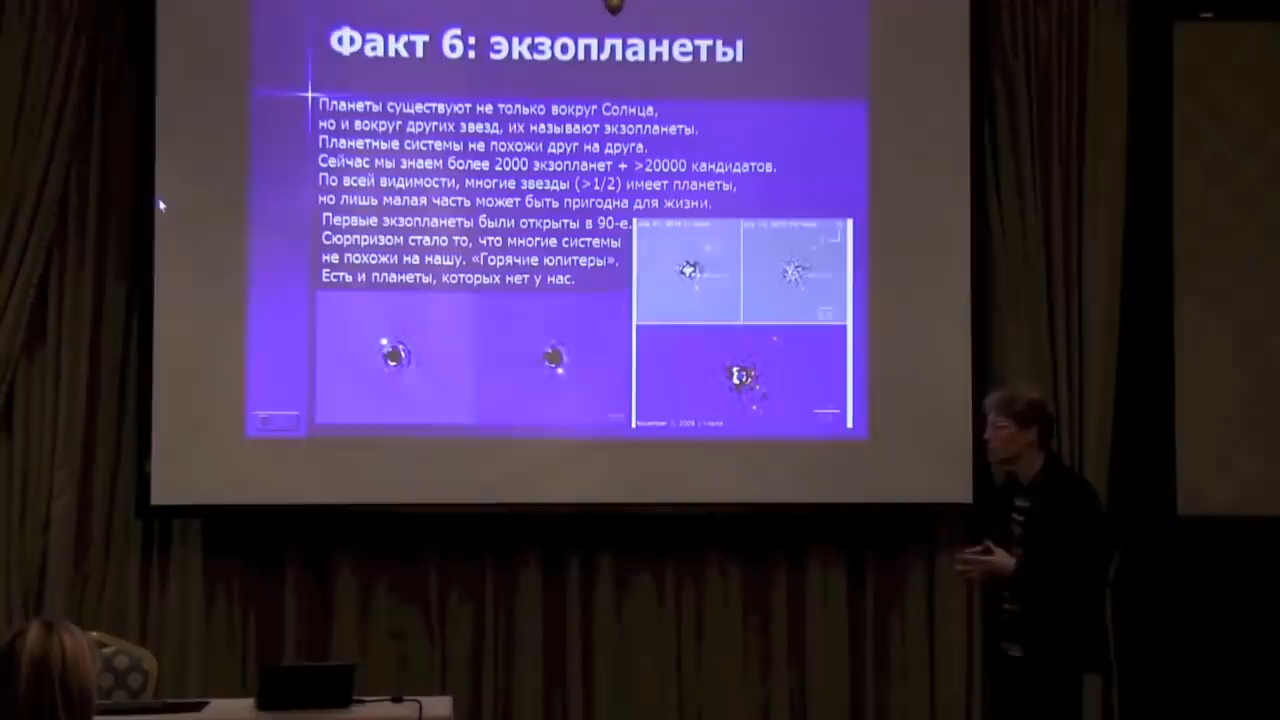 Факт 6: экзопланеты
Планеты существуют не только вокруг Солнца,
но и вокруг других звезд, их называют экзопланеты.
Планетные системы не похожи друг на друга.
Сейчас мы знаем более 2000 экзопланет + >20000 кандидатов.
По всей видимости, многие звезды (>1/2) имеет планеты,
но лишь малая часть может быть пригодна для жизни.
Первые экзопланеты были открыты в 90-е.
Сюрпризом стало то, что многие системы
не похожи на нашу. «Горячие юпитеры».
Есть и планеты, которых нет у нас.